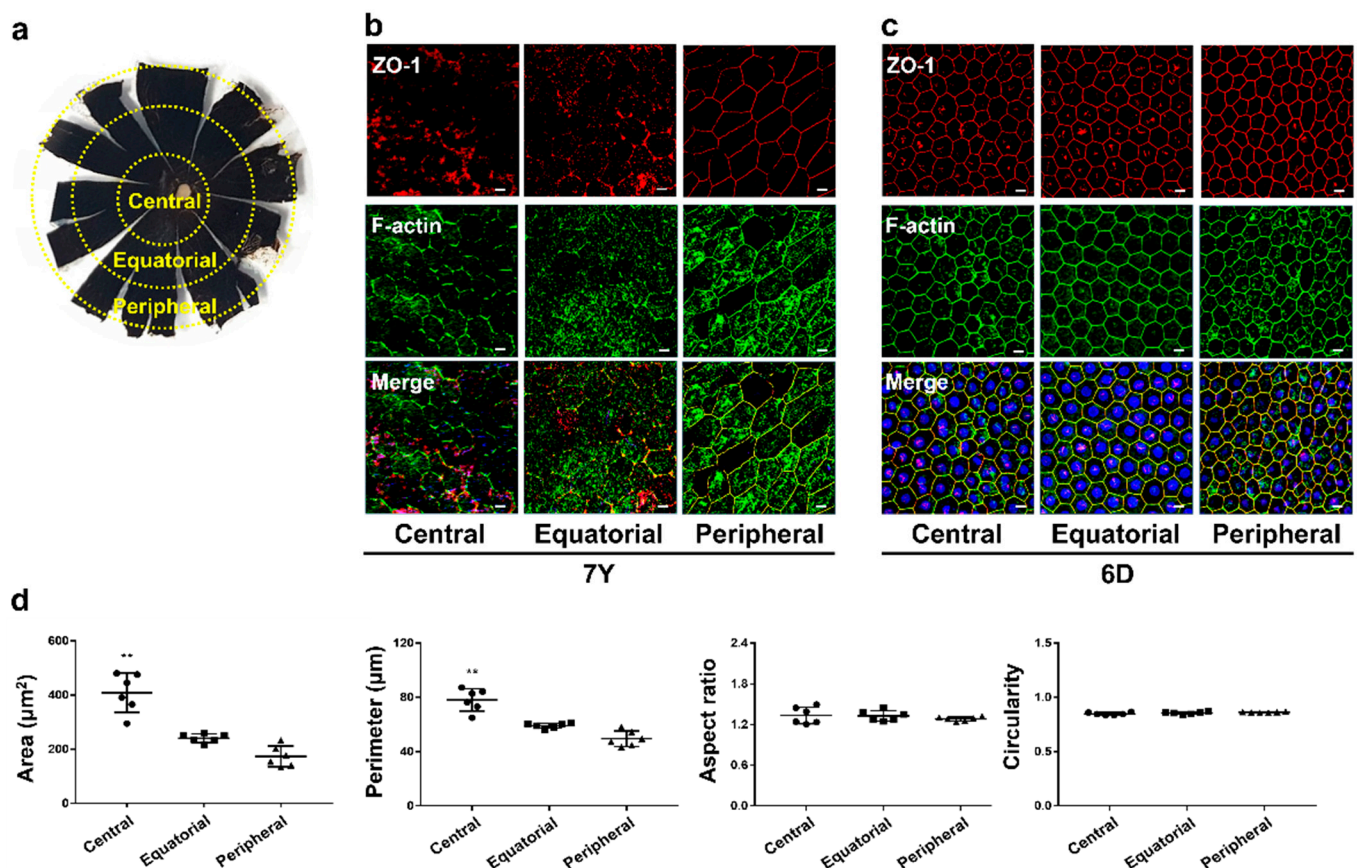 a
b
c
Central
Equatorial
Peripheral
ZO-1
F-actin
Merge
Central Equatorial Peripheral
7Y
ZO-1
F-actin
Merge
Central Equatorial Peripheral
6D
d
Area (µm²)
600
400
200
0
**
Central
Equatorial
Peripheral
Perimeter (µm)
120
80
40
0
**
Central
Equatorial
Peripheral
Aspect ratio
2.4
1.8
1.2
0.6
0.0
Central
Equatorial
Peripheral
Circularity
1.5
1.0
0.5
0.0
Central
Equatorial
Peripheral